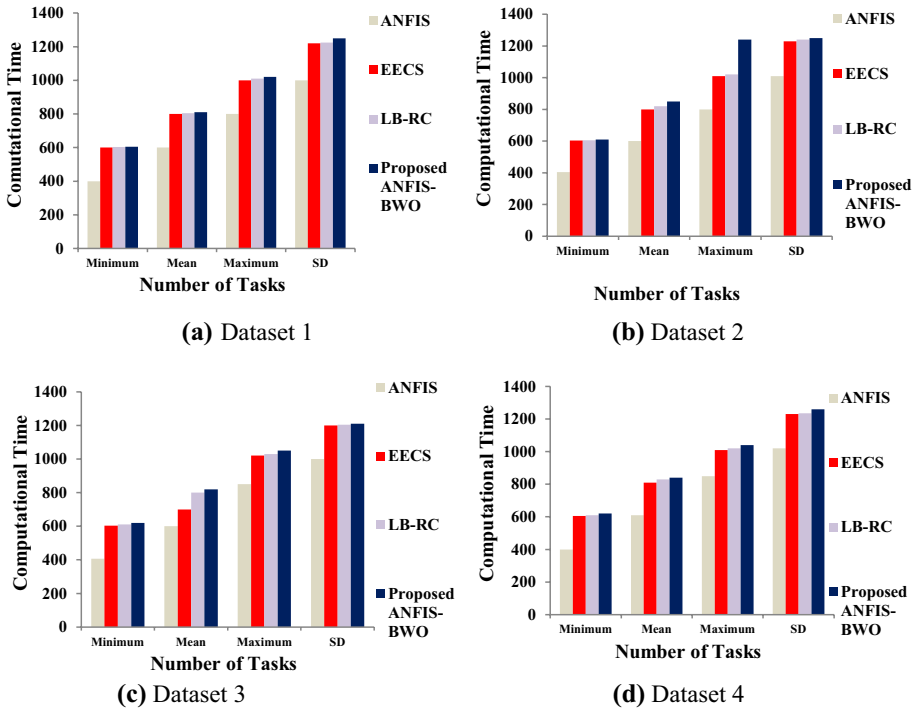 1400
1200
1000
800
600
400
200
0
Comutational Time
Minimum Mean Maximum SD
Number of Tasks
ANFIS
EECS
LB-RC
Proposed
ANFIS-
BWO
(a) Dataset 1
1400
1200
1000
800
600
400
200
0
Computational Time
Minimum Mean Maximum SD
Number of Tasks
ANFIS
EECS
LB-RC
Proposed
ANFIS-
BWO
(b) Dataset 2
1400
1200
1000
800
600
400
200
0
Computational Time
Minimum Mean Maximum SD
Number of Tasks
ANFIS
EECS
LB-RC
Proposed
ANFIS-
BWO
(c) Dataset 3
1400
1200
1000
800
600
400
200
0
Computational Time
Minimum Mean Maximum SD
Number of Tasks
ANFIS
EECS
LB-RC
Proposed
ANFIS-
BWO
(d) Dataset 4